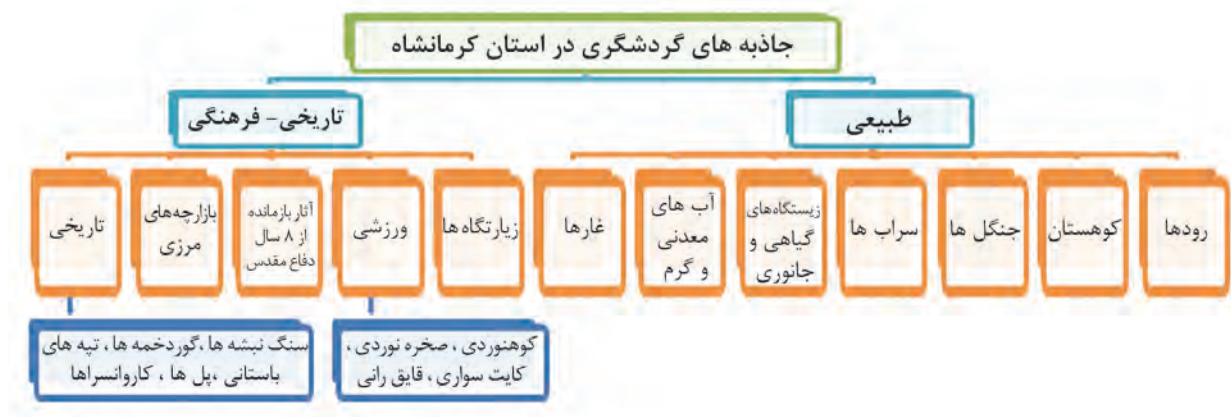 جاذبه های گردشگری در استان کرمانشاه
طبیعی
تاریخی- فرهنگی
رودها
کوهستان
جنگل ها
سراب ها
زیستگاه‌های
گیاهی و
جانوری
آب های
معدنی
و گرم
غارها
زیارتگاه‌ها
ورزشی
آثار بازمانده
از ۸ سال
دفاع مقدس
بازارچه‌های
مرزی
تاریخی
کوهنوردی ، صخره نوردی ،
کایت سواری ، قایق رانی
سنگ نبشه ها ،گوردخمه ها ، تپه های
باستانی ،پل ها ، کاروانسراها